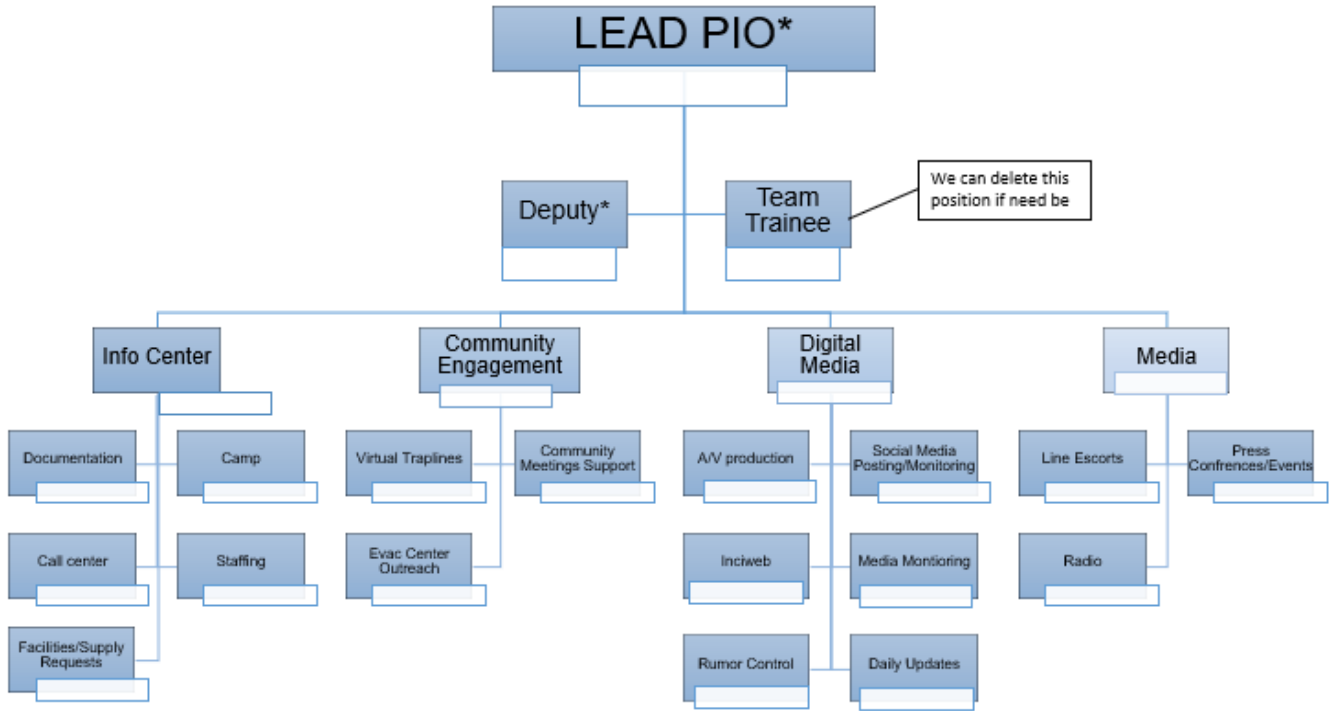 LEAD PIO*
Deputy*
Team
Trainee
We can delete this
position if need be
Info Center
Community
Engagement
Digital
Media
Media
Documentation
Camp
Virtual Traplines
Community
Meetings Support
A/V production
Social Media
Posting/Monitoring
Line Escorts
Press
Confrences/Events
Call center
Staffing
Evac Center
Outreach
Inciweb
Media Montioring
Radio
Facilities/Supply
Requests
Rumor Control
Daily Updates